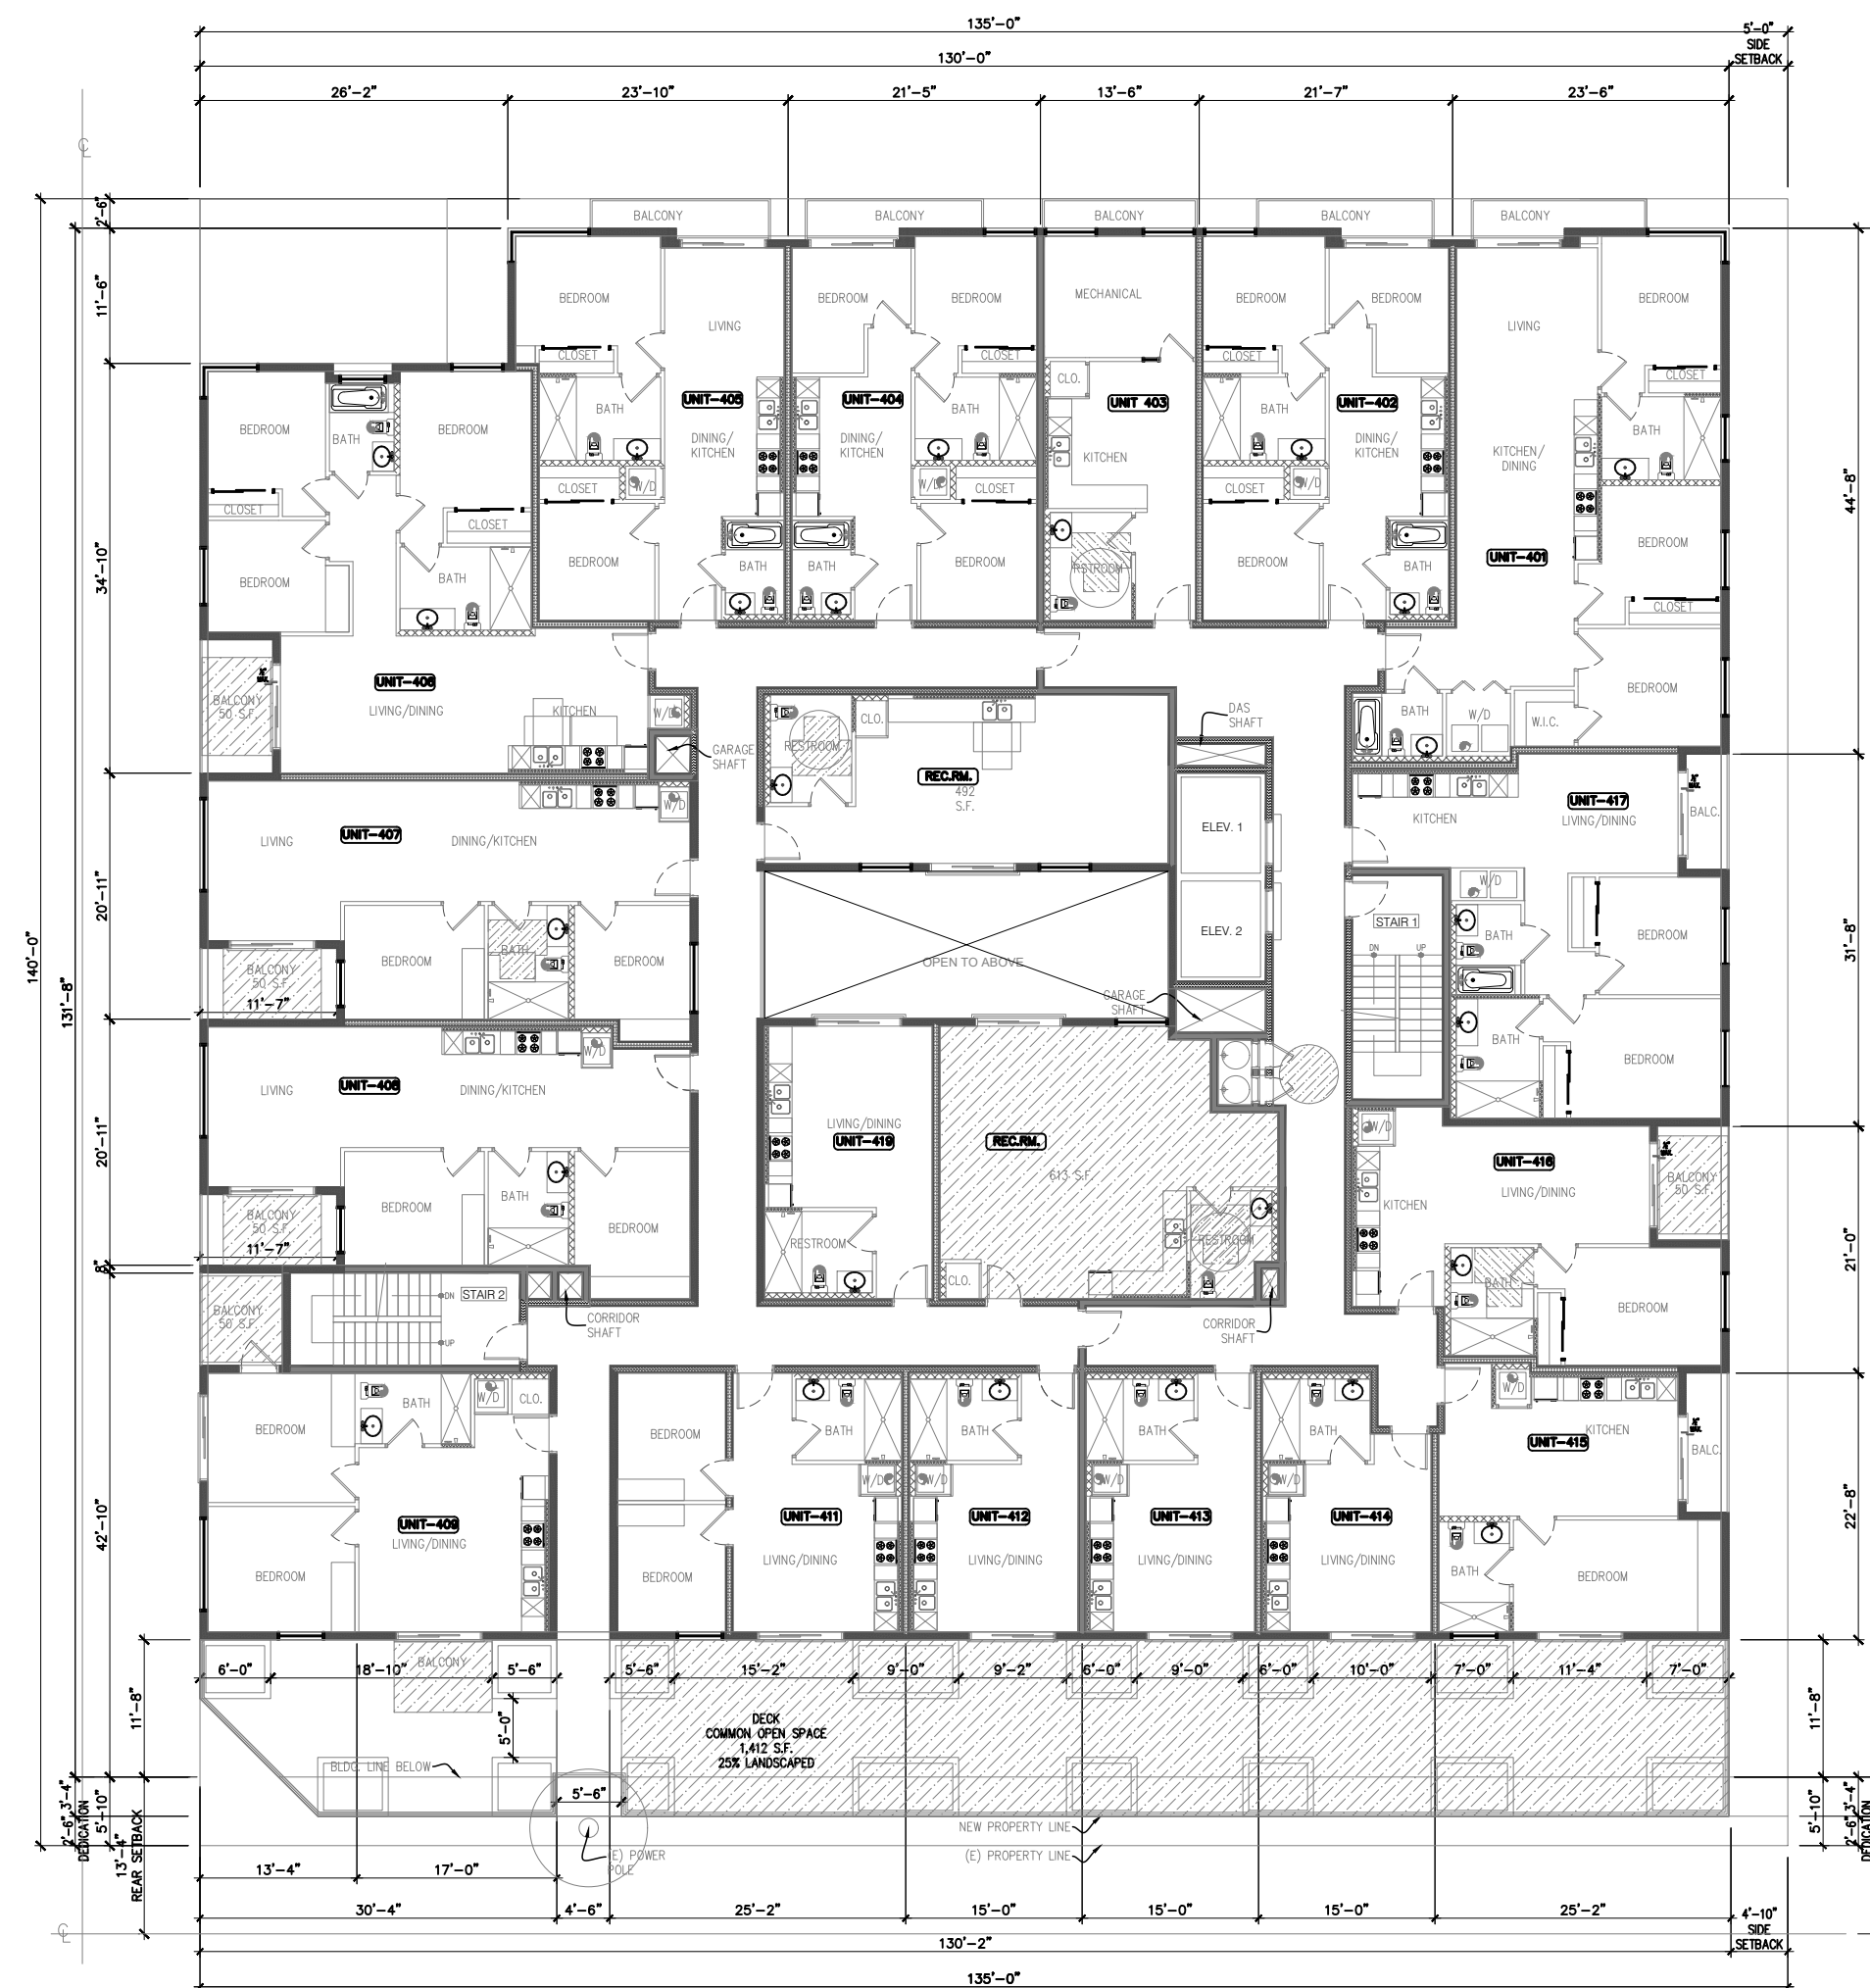 135'-0"
5'-0"
SIDE
SETBACK
130'-0"
26'-2"
23'-10"
21'-5"
13'-6"
21'-7"
23'-6"
2'-6"
BALCONY
BALCONY
BALCONY
BALCONY
BALCONY
11'-6"
BEDROOM
LIVING
CLOSET
BEDROOM
BEDROOM
CLOSET
MECHANICAL
BEDROOM
BEDROOM
CLOSET
LIVING
BEDROOM
CLOSET
CLO.
UNIT-405
UNIT-404
UNIT 403
UNIT-402
BATH
BATH
BATH
BATH
BEDROOM
BATH
BEDROOM
DINING/
KITCHEN
DINING/
KITCHEN
KITCHEN
DINING/
KITCHEN
KITCHEN/
DINING
44'-8"
CLOSET
W/D
W/D
CLOSET
CLOSET
W/D
CLOSET
CLOSET
34'-10"
BEDROOM
BATH
BEDROOM
BATH
BATH
BEDROOM
RSTROOM
BEDROOM
BATH
UNIT-401
BEDROOM
CLOSET
UNIT-406
BALCONY
50 S.F.
LIVING/DINING
KITCHEN
W/D
GARAGE
SHAFT
RESTROOM
CLO.
DAS
SHAFT
BATH
W/D
W.I.C.
BEDROOM
REC.RM.
492
S.F.
UNIT-407
LIVING
DINING/KITCHEN
W/D
ELEV. 1
KITCHEN
UNIT-417
LIVING/DINING
BALC.
20'-11"
W/D
140'-0"
131'-8"
BALCONY
50 S.F.
11'-7"
BEDROOM
BATH
BEDROOM
OPEN TO ABOVE
ELEV. 2
STAIR 1
DN
UP
BATH
BEDROOM
31'-8"
GARAGE
SHAFT
UNIT-408
LIVING
DINING/KITCHEN
W/D
BATH
BEDROOM
20'-11"
LIVING/DINING
UNIT-419
REC.RM.
613 S.F.
W/D
UNIT-416
LIVING/DINING
KITCHEN
BALCONY
50 S.F.
BALCONY
50 S.F.
11'-7"
BEDROOM
BATH
BEDROOM
RESTROOM
RESTROOM
21'-0"
8"
BALCONY
50 S.F.
DN
STAIR 2
UP
CORRIDOR
SHAFT
CLO.
CORRIDOR
SHAFT
BATH
BEDROOM
BEDROOM
BATH
W/D
CLO.
BEDROOM
BATH
BATH
BATH
BATH
W/D
KITCHEN
UNIT-415
BALC.
W/D
W/D
W/D
W/D
42'-10"
UNIT-409
LIVING/DINING
BEDROOM
UNIT-411
LIVING/DINING
BEDROOM
UNIT-412
LIVING/DINING
UNIT-413
LIVING/DINING
UNIT-414
LIVING/DINING
BATH
BEDROOM
22'-8"
BALCONY
6'-0"
18'-10"
5'-6"
5'-6"
15'-2"
9'-0"
9'-2"
6'-0"
9'-0"
6'-0"
10'-0"
7'-0"
11'-4"
7'-0"
11'-8"
5'-0"
DECK
COMMON OPEN SPACE
1,412 S.F.
25% LANDSCAPED
11'-8"
BLDG. LINE BELOW
5'-6"
2'-6"
3'-4"
DEDICATION
5'-10"
13'-4"
REAR SETBACK
(E) POWER
POLE
NEW PROPERTY LINE
(E) PROPERTY LINE
5'-10"
2'-6"
3'-4"
DEDICATION
13'-4"
17'-0"
30'-4"
4'-6"
25'-2"
15'-0"
15'-0"
15'-0"
25'-2"
4'-10"
SIDE
SETBACK
130'-2"
135'-0"